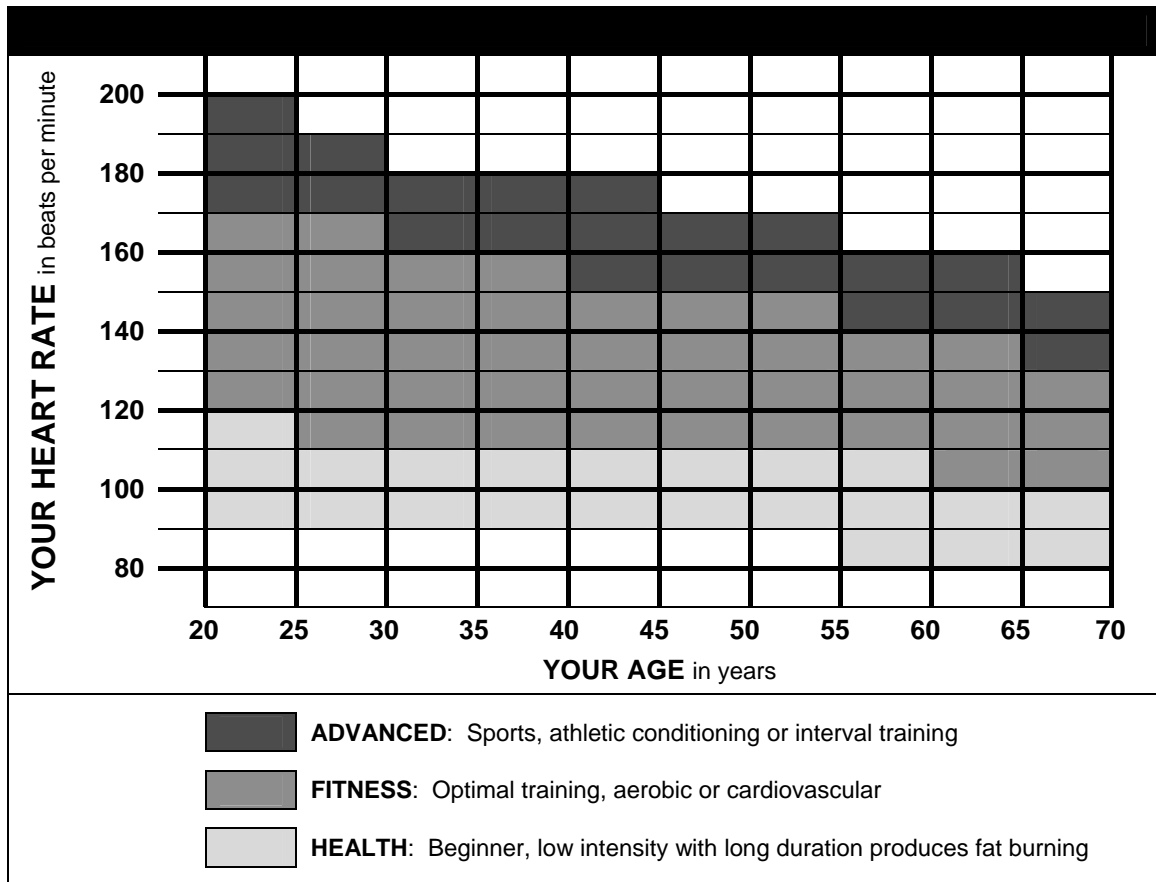 YOUR HEART RATE in beats per minute
200
180
160
140
120
100
80
20 25 30 35 40 45 50 55 60 65 70
YOUR AGE in years
ADVANCED: Sports, athletic conditioning or interval training
FITNESS: Optimal training, aerobic or cardiovascular
HEALTH: Beginner, low intensity with long duration produces fat burning